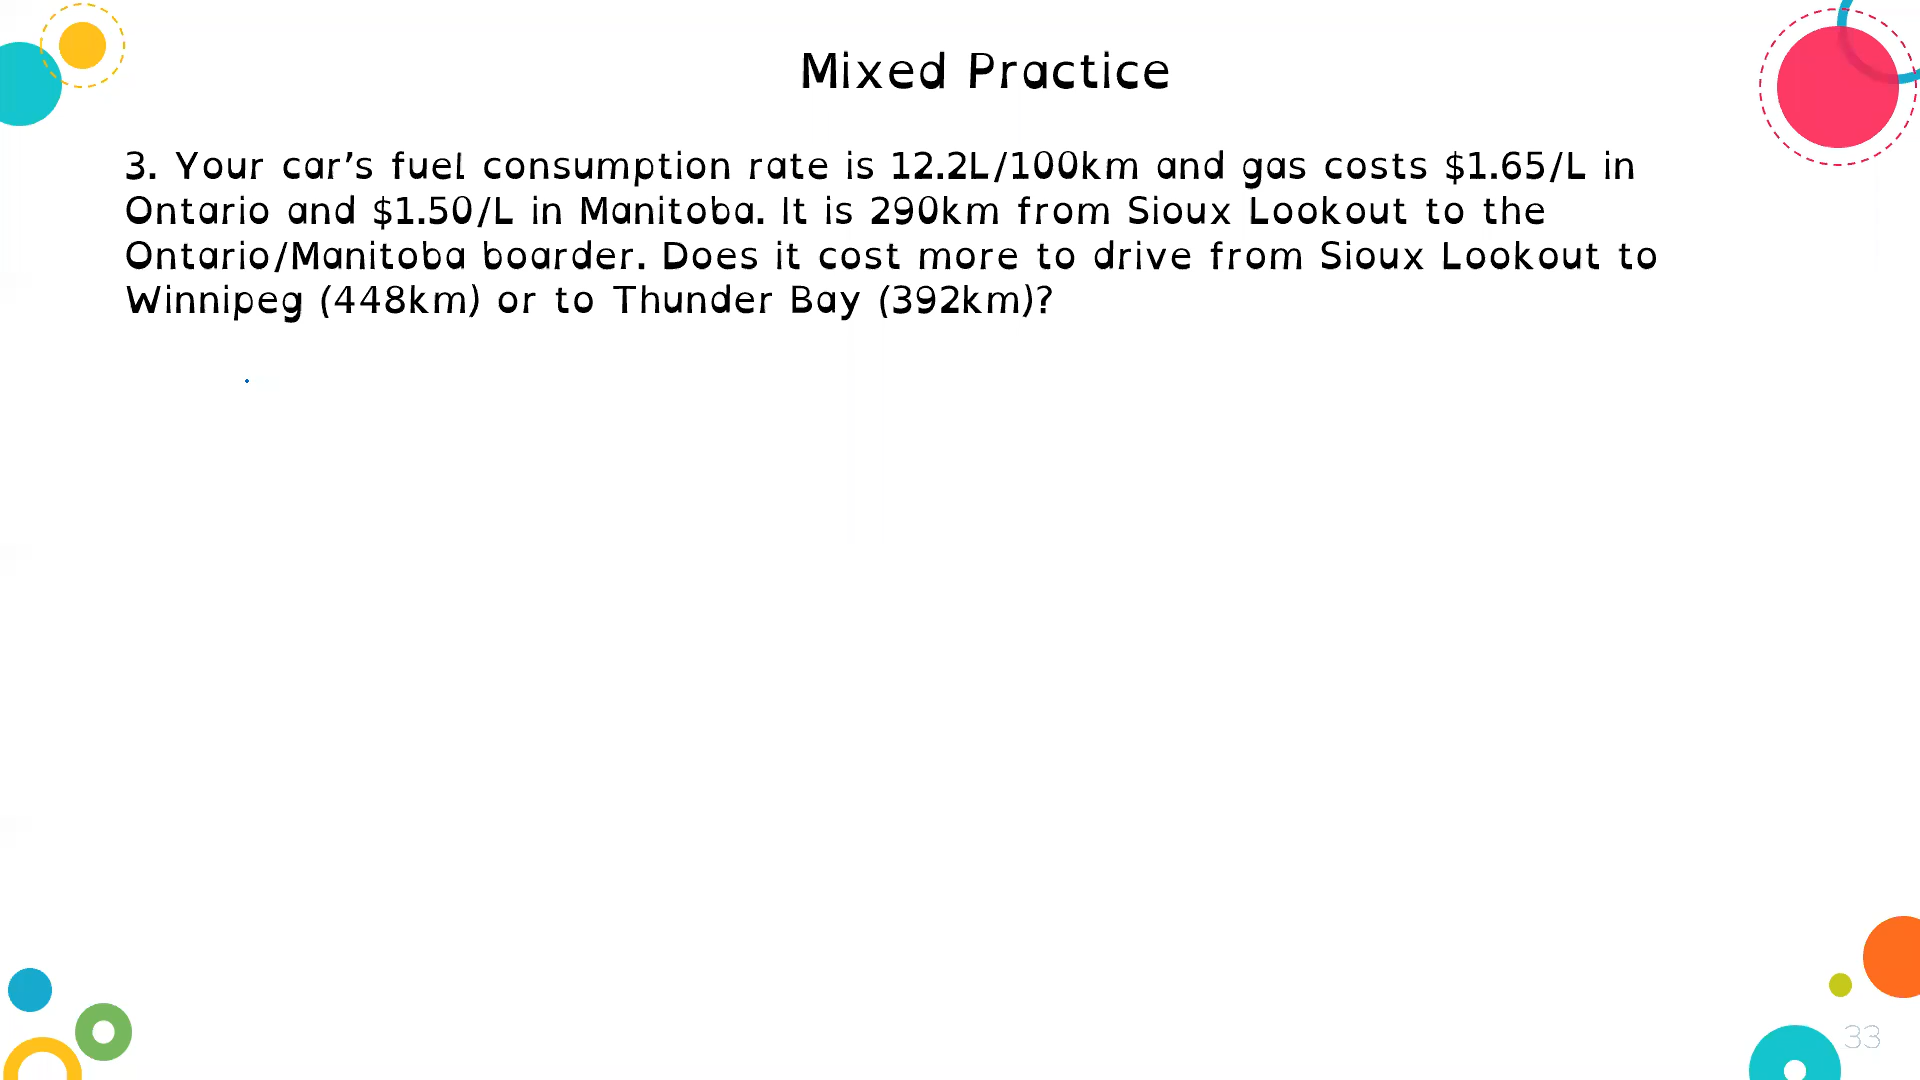 Mixed Practice
3. Your car’s fuel consumption rate is 12.2L/100km and gas costs $1.65/L in
Ontario and $1.50/L in Manitoba. It is 290km from Sioux Lookout to the
Ontario/Manitoba boarder. Does it cost more to drive from Sioux Lookout to
Winnipeg (448km) or to Thunder Bay (392km)?
33